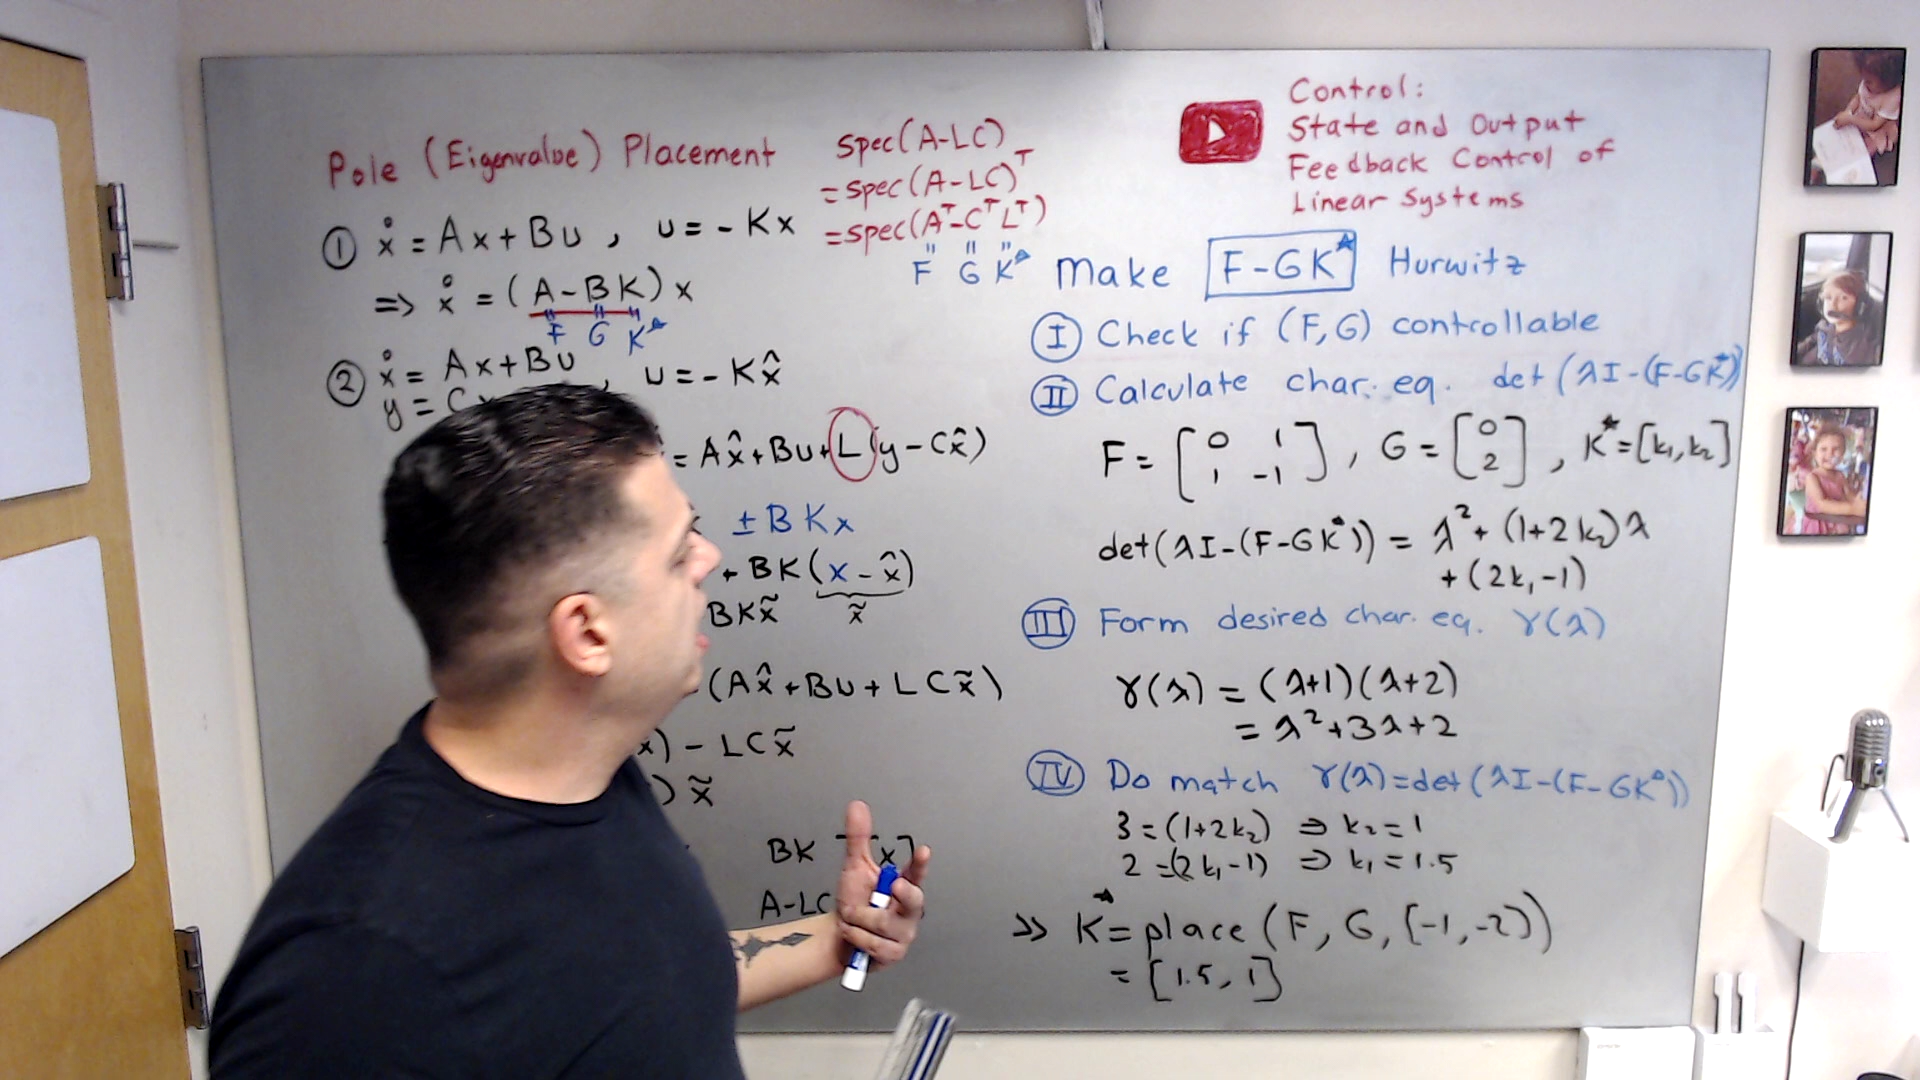 Pole (Eigenvalue) Placement
① ẋ = Ax + Bu , u = - Kx
=> ẋ = (A - BK) x
F G K*
② ẋ = Ax + Bu , u = - Kx̂
y = Cx
= Ax̂ + Bu + L(y - Cx̂)
± BKx
+ BK(x - x̂)
BKx̃ x̃
(Ax̂ + Bu + LCx̃)
x) - LCx̃
) x̃
BK [x]
A-LC
spec(A-LC)
= spec(A-LC)ᵀ
= spec(Aᵀ-CᵀLᵀ)
" " "
F G K*
Control:
State and Output
Feedback Control of
Linear Systems
Make F-GK* Hurwitz
Ⅰ Check if (F,G) controllable
Ⅱ Calculate char. eq. det(λI-(F-GK*))
F = [0 1; 1 -1] , G = [0; 2] , K* = [k₁, k₂]
det(λI-(F-GK*)) = λ² + (1+2k₂)λ
+ (2k₁-1)
Ⅲ Form desired char. eq. γ(λ)
γ(λ) = (λ+1)(λ+2)
= λ²+3λ+2
Ⅳ Do match γ(λ)=det(λI-(F-GK*))
3 = (1+2k₂) ⇒ k₂ = 1
2 = (2k₁-1) ⇒ k₁ = 1.5
>> K* = place(F, G, [-1, -2])
= [1.5, 1]